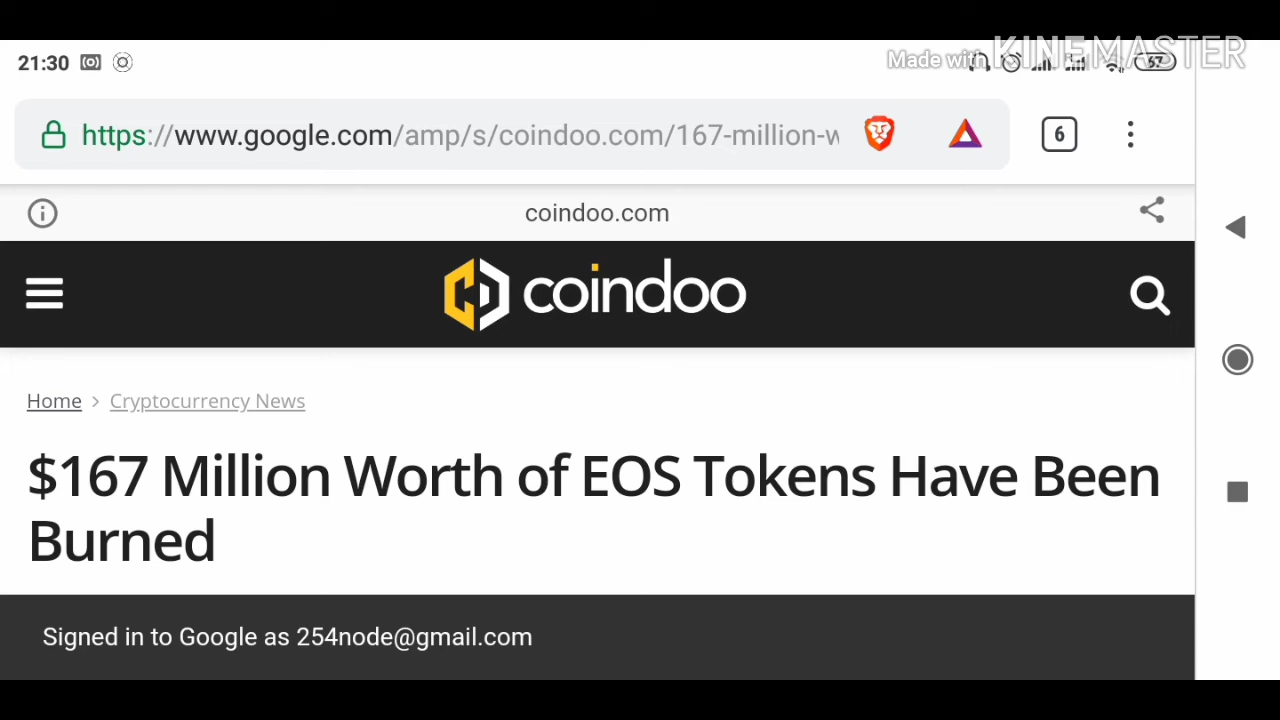 21:30
Made with KINEMASTER
67
https://www.google.com/amp/s/coindoo.com/167-million-w
6
coindoo.com
coindoo
Home > Cryptocurrency News
$167 Million Worth of EOS Tokens Have Been
Burned
Signed in to Google as 254node@gmail.com